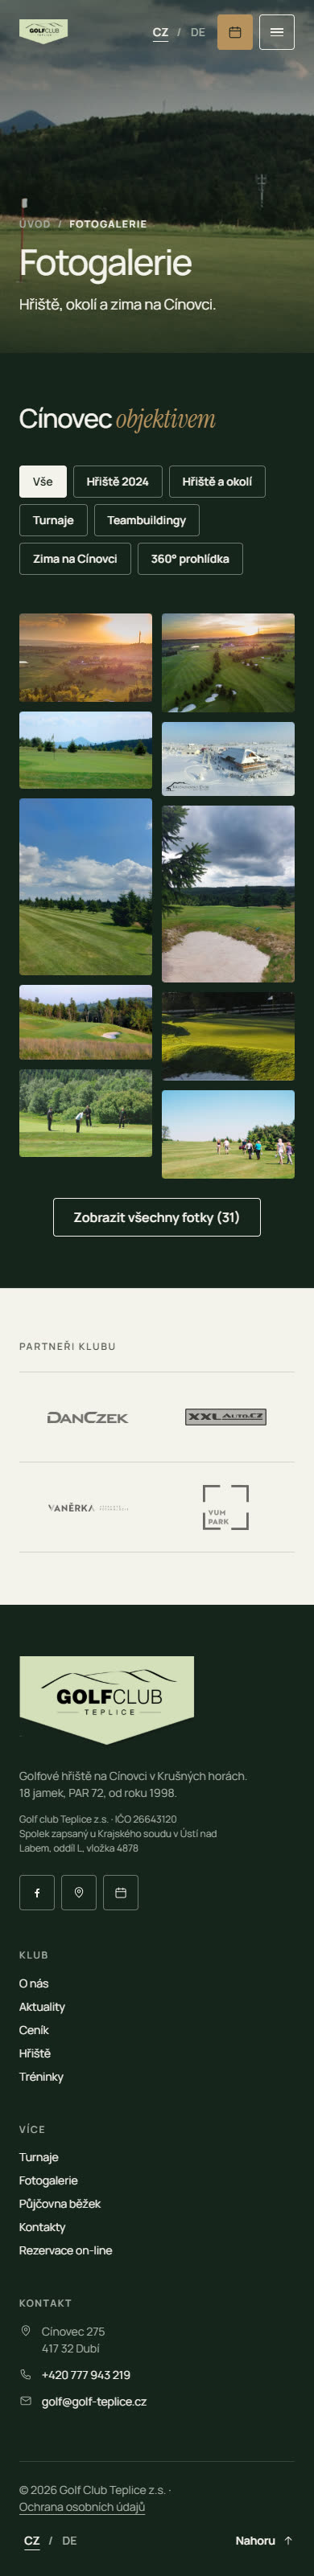 GOLFCLUB
TEPLICE
CZ / DE
ÚVOD / FOTOGALERIE
Fotogalerie
Hřiště, okolí a zima na Cínovci.
Cínovec objektivem
Vše
Hřiště 2024
Hřiště a okolí
Turnaje
Teambuildingy
Zima na Cínovci
360° prohlídka
Zobrazit všechny fotky (31)
PARTNEŘI KLUBU
DANCZEK
XXL AUTO.CZ
VANĚRKA
VUM
PARK
GOLFCLUB
TEPLICE
Golfové hřiště na Cínovci v Krušných horách.
18 jamek, PAR 72, od roku 1998.
Golf club Teplice z.s. · IČO 26643120
Spolek zapsaný u Krajského soudu v Ústí nad
Labem, oddíl L, vložka 4878
KLUB
O nás
Aktuality
Ceník
Hřiště
Tréninky
VÍCE
Turnaje
Fotogalerie
Půjčovna běžek
Kontakty
Rezervace on-line
KONTAKT
Cínovec 275
417 32 Dubí
+420 777 943 219
golf@golf-teplice.cz
© 2026 Golf Club Teplice z.s. ·
Ochrana osobních údajů
CZ / DE
Nahoru